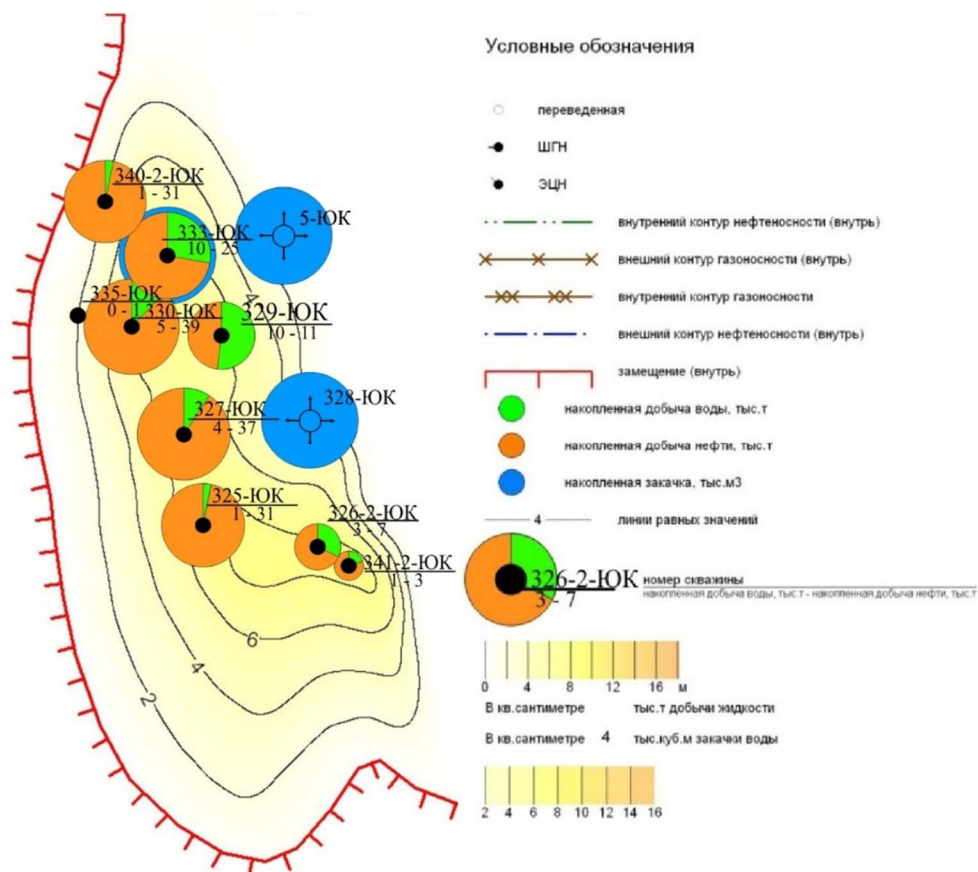 Условные обозначения
переведенная
ШГН
ЭЦН
внутренний контур нефтеносности (внутрь)
внешний контур газоносности (внутрь)
внутренний контур газоносности
внешний контур нефтеносности (внутрь)
замещение (внутрь)
накопленная добыча воды, тыс.т
накопленная добыча нефти, тыс.т
накопленная закачка, тыс.м3
4 линии равных значений
326-2-ЮК номер скважины
3 - 7 накопленная добыча воды, тыс.т - накопленная добыча нефти, тыс.т
0 4 8 12 16 м
В кв.сантиметре тыс.т добычи жидкости
В кв.сантиметре 4 тыс.куб.м закачки воды
2 4 6 8 10 12 14 16
340-2-ЮК
1 - 31
5-ЮК
333-ЮК
10 - 25
4
335-ЮК
0 - 1
330-ЮК
5 - 39
329-ЮК
10 - 11
327-ЮК
4 - 37
328-ЮК
325-ЮК
1 - 31
326-2-ЮК
3 - 7
341-2-ЮК
1 - 3
6
4
2